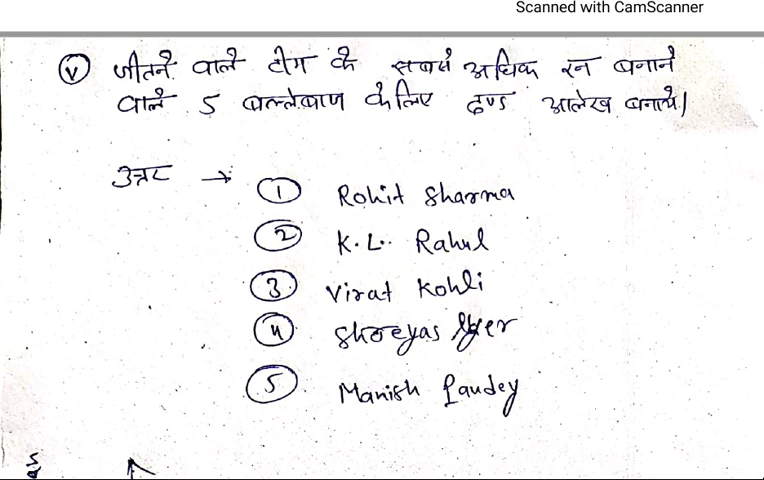 Scanned with CamScanner
(v) जीतने वाले टीम के सबसे अधिक रन बनाने
वाले 5 बल्लेबाज के लिए दण्ड आलेख बनाये।
उत्तर →
① Rohit Sharma
② K.L. Rahul
③ Virat Kohli
④ Shreyas Iyer
⑤ Manish Pandey